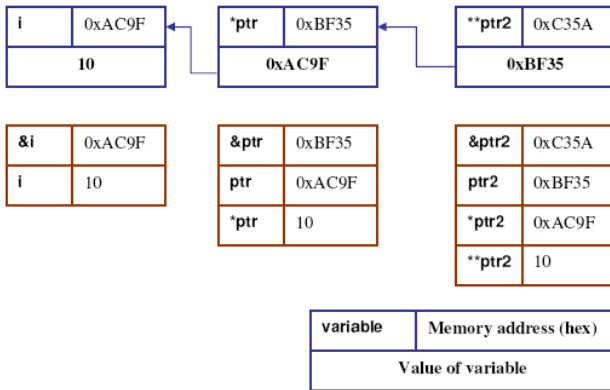 i 0xAC9F *ptr 0xBF35 **ptr2 0xC35A
10 0xAC9F 0xBF35
&i 0xAC9F &ptr 0xBF35 &ptr2 0xC35A
i 10 ptr 0xAC9F ptr2 0xBF35
*ptr 10 *ptr2 0xAC9F
**ptr2 10
variable Memory address (hex)
Value of variable